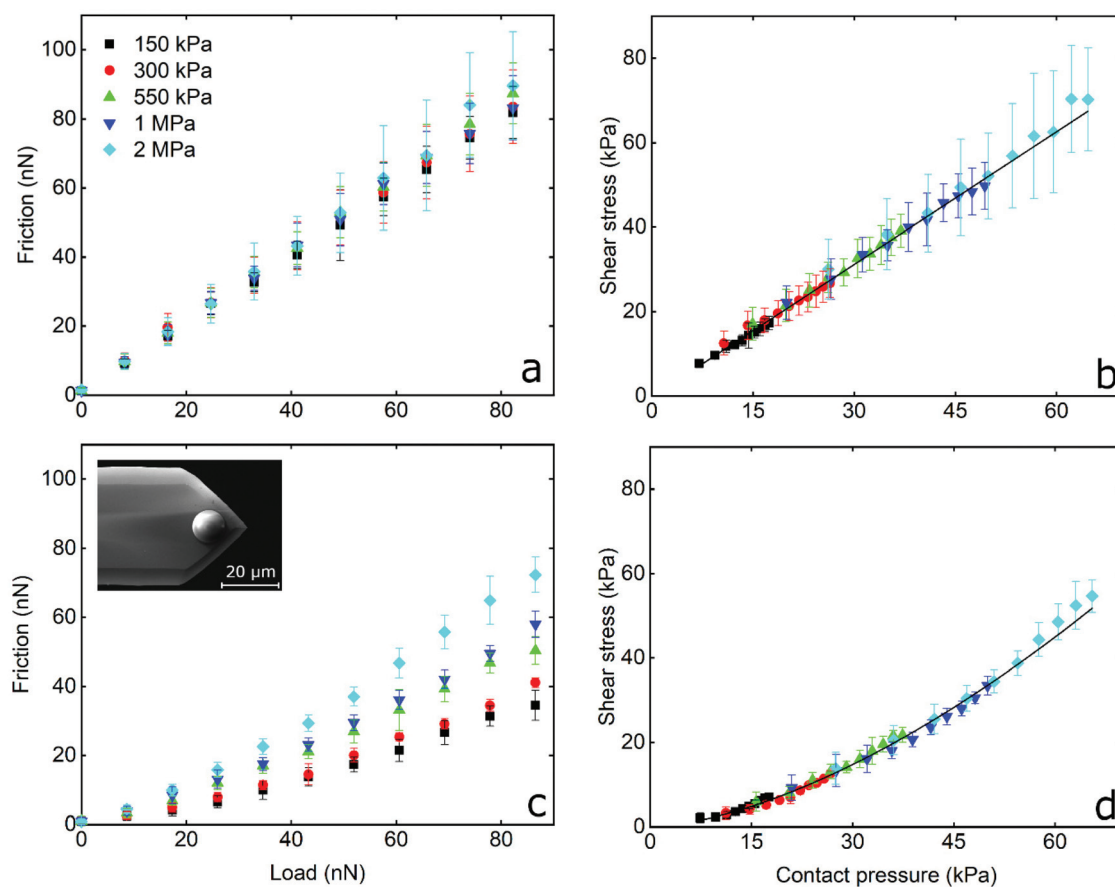 Friction (nN)
100
80
60
40
20
0
150 kPa
300 kPa
550 kPa
1 MPa
2 MPa
a
0 20 40 60 80
Shear stress (kPa)
80
60
40
20
0
b
0 15 30 45 60
Friction (nN)
100
80
60
40
20
0
20 µm
c
0 20 40 60 80
Load (nN)
Shear stress (kPa)
80
60
40
20
0
d
0 15 30 45 60
Contact pressure (kPa)